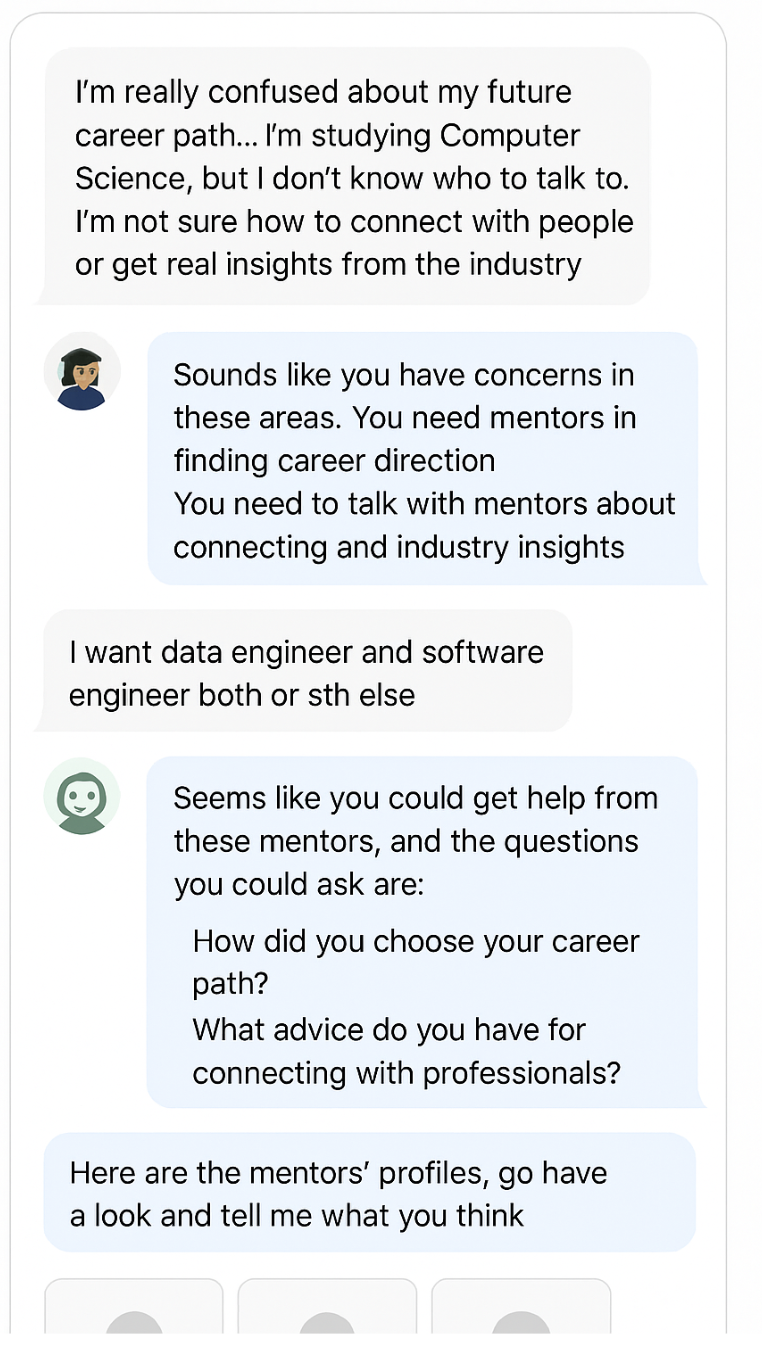 I'm really confused about my future
career path... I'm studying Computer
Science, but I don't know who to talk to.
I'm not sure how to connect with people
or get real insights from the industry
Sounds like you have concerns in
these areas. You need mentors in
finding career direction
You need to talk with mentors about
connecting and industry insights
I want data engineer and software
engineer both or sth else
Seems like you could get help from
these mentors, and the questions
you could ask are:
How did you choose your career
path?
What advice do you have for
connecting with professionals?
Here are the mentors' profiles, go have
a look and tell me what you think